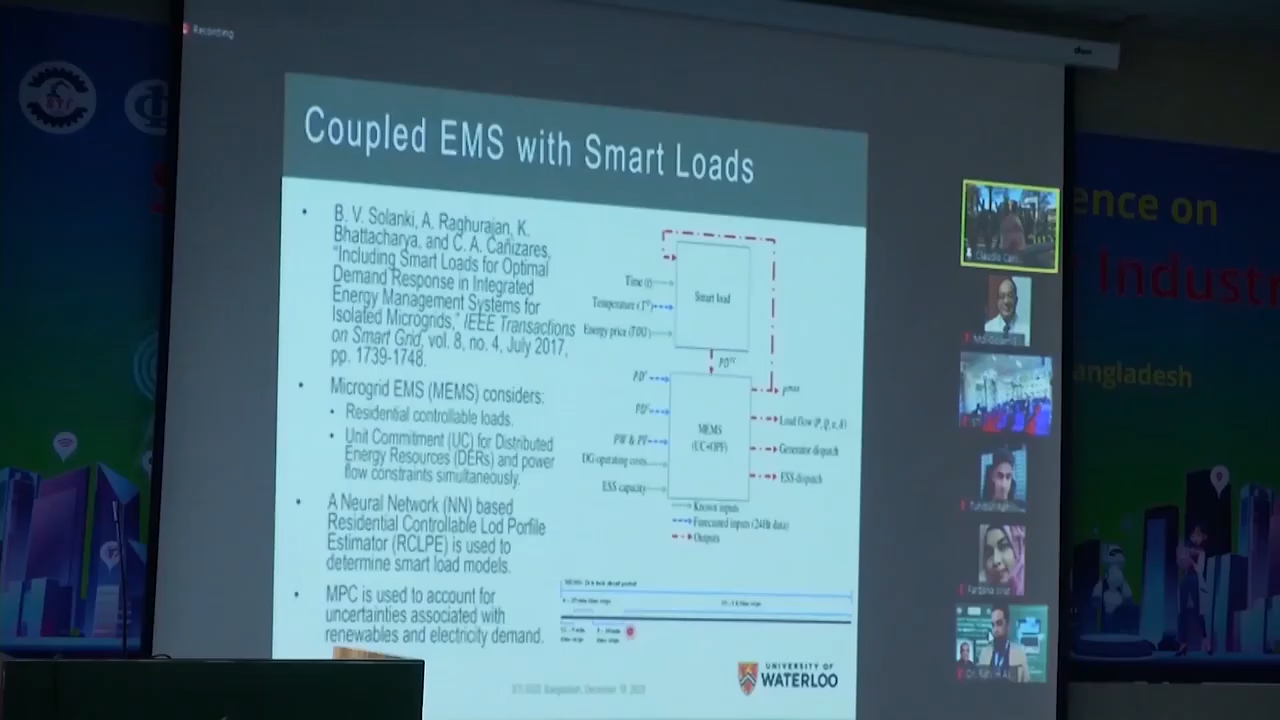 Recording
Coupled EMS with Smart Loads
B. V. Solanki, A. Raghurajan, K.
Bhattacharya, and C. A. Cañizares,
"Including Smart Loads for Optimal
Demand Response in Integrated
Energy Management Systems for
Isolated Microgrids," IEEE Transactions
on Smart Grid, vol. 8, no. 4, July 2017,
pp. 1739-1748.
Microgrid EMS (MEMS) considers:
Residential controllable loads.
Unit Commitment (UC) for Distributed
Energy Resources (DERs) and power
flow constraints simultaneously.
A Neural Network (NN) based
Residential Controllable Lod Porfile
Estimator (RCLPE) is used to
determine smart load models.
MPC is used to account for
uncertainties associated with
renewables and electricity demand.
Time (t)
Temperature
Energy price (TOU)
Smart load
DG operating costs
ESS capacity
MEMS
(UC+OPF)
Load flow
Generator dispatch
ESS dispatch
Known inputs
Forecasted inputs (24Hr data)
Outputs
UNIVERSITY OF
WATERLOO
Claudio
ence on
Industr
angladesh